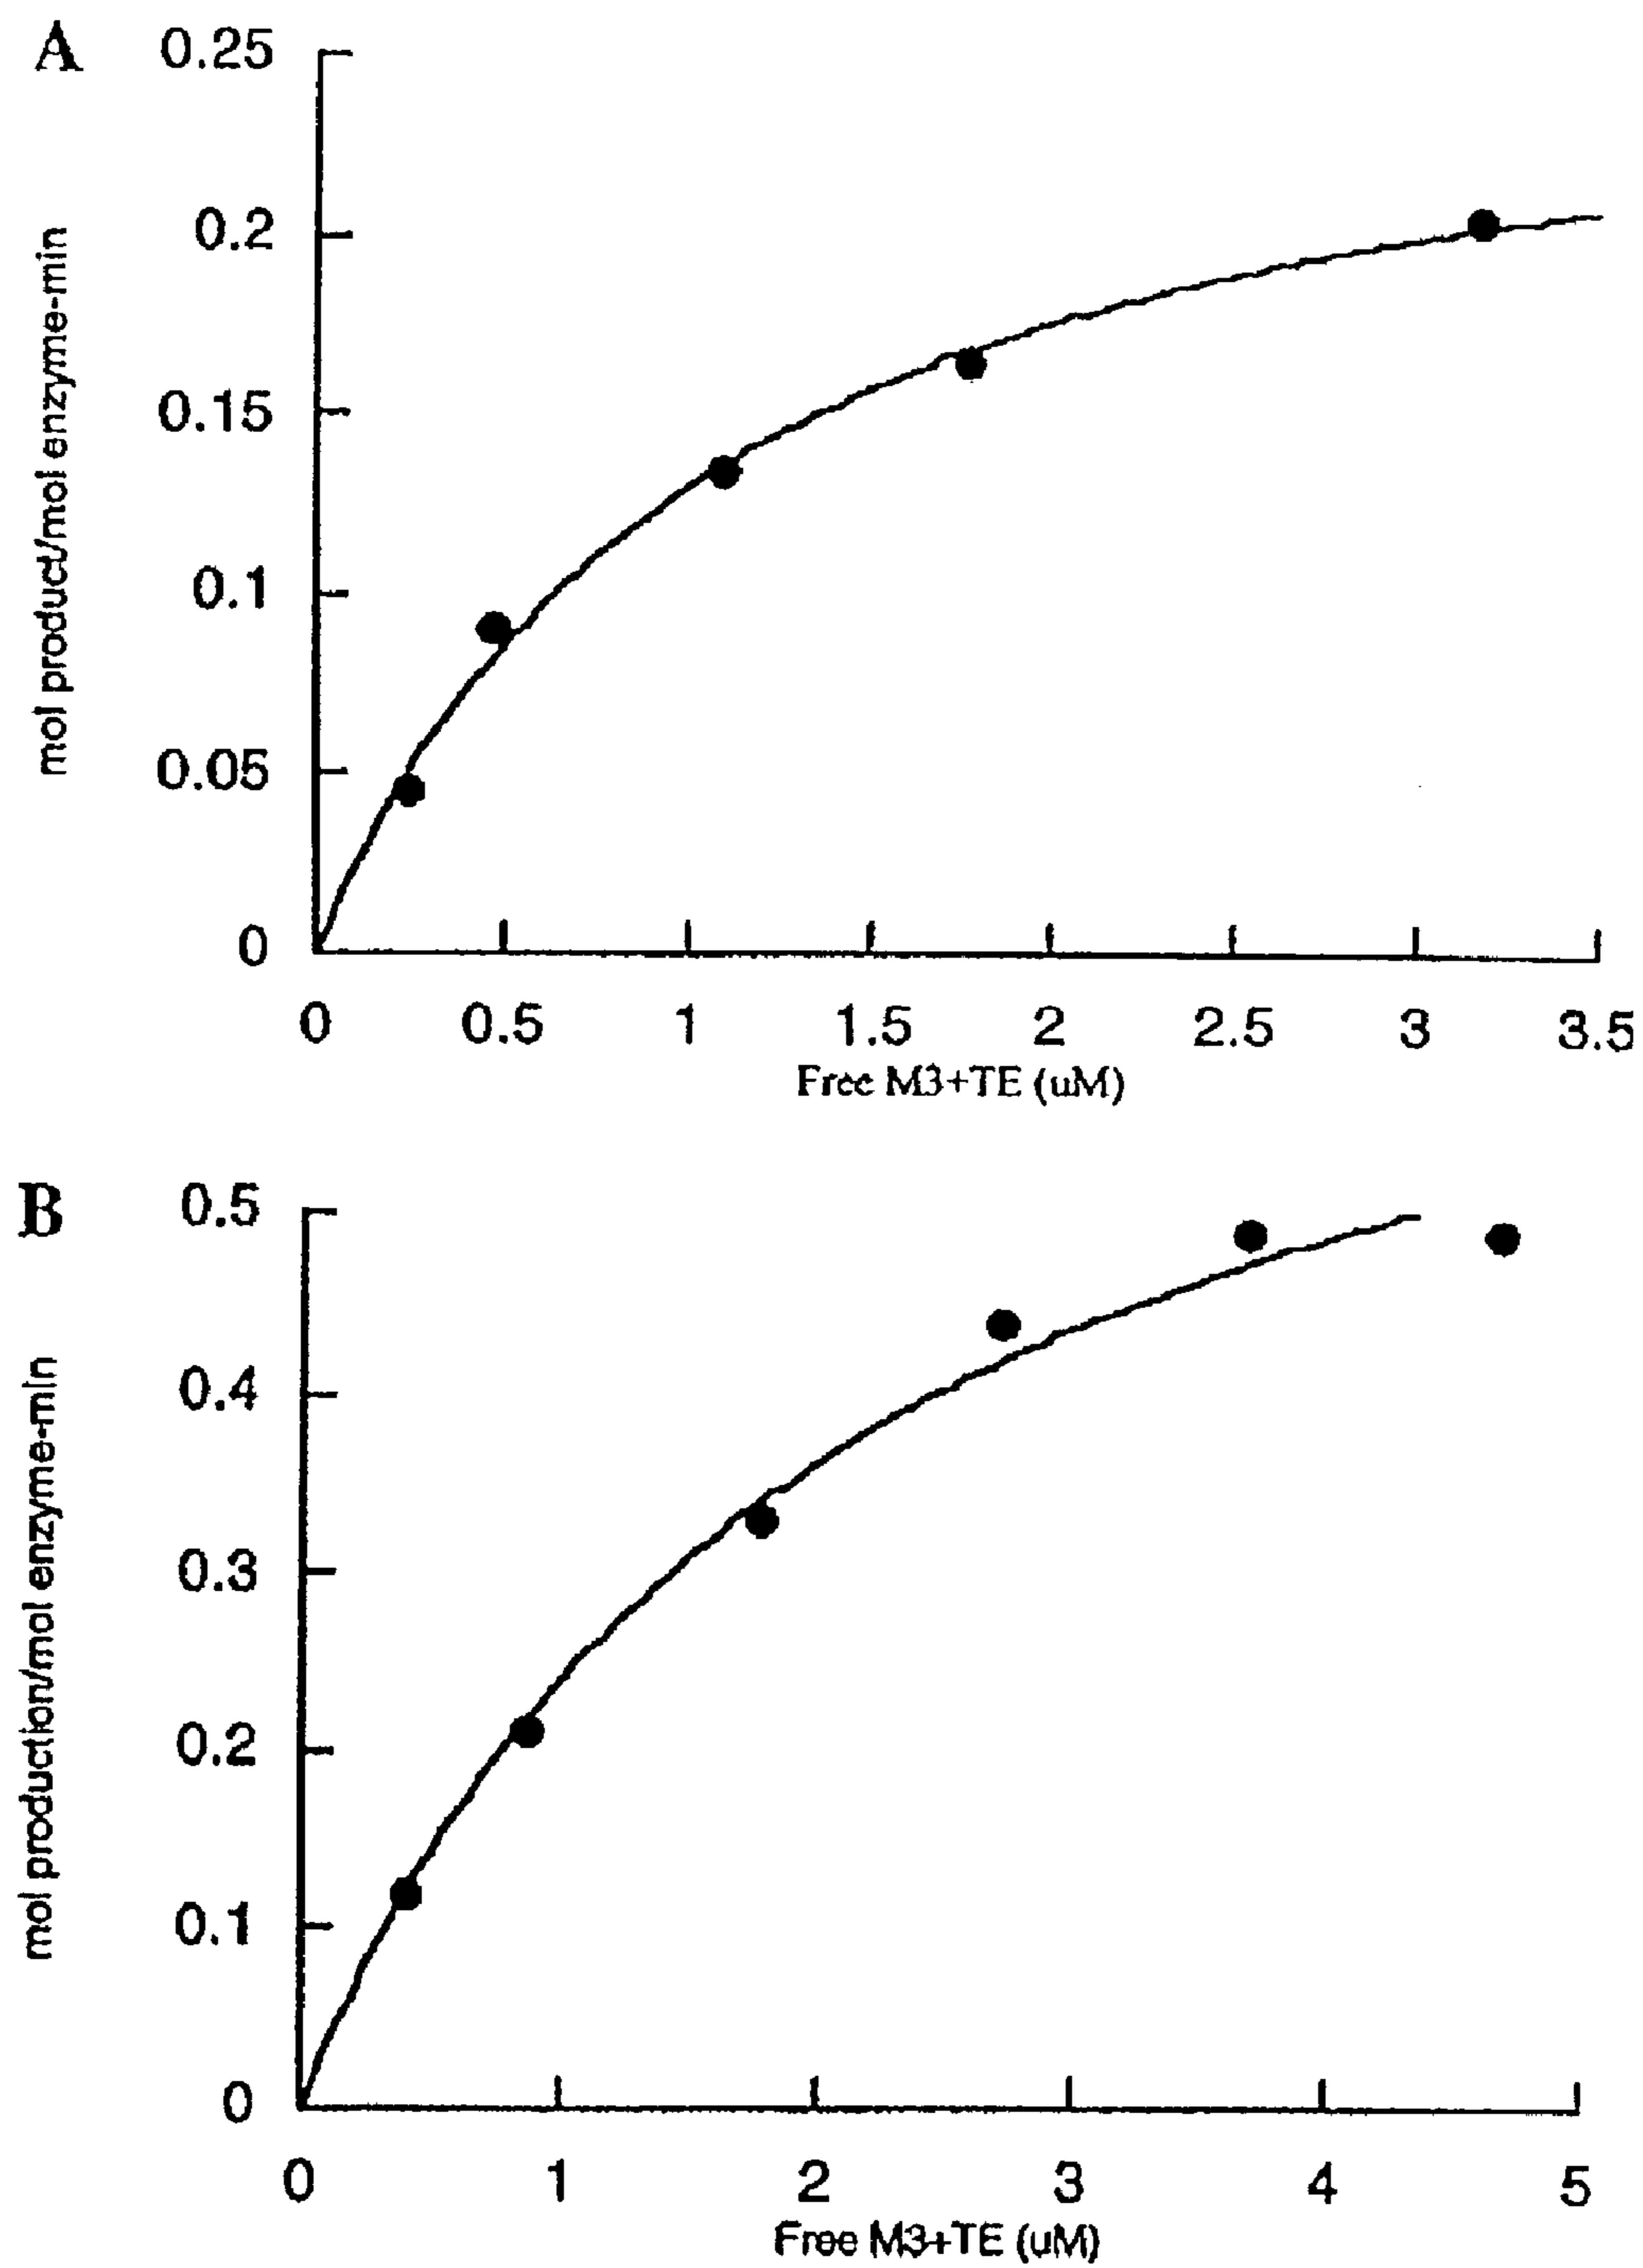 A
0.25
0.2
0.15
0.1
0.05
0
mol product/mol enzyme-min
0 0.5 1 1.5 2 2.5 3 3.5
Free M3+TE (uM)
B
0.5
0.4
0.3
0.2
0.1
0
mol production/mol enzyme-min
0 1 2 3 4 5
Free M3+TE (uM)